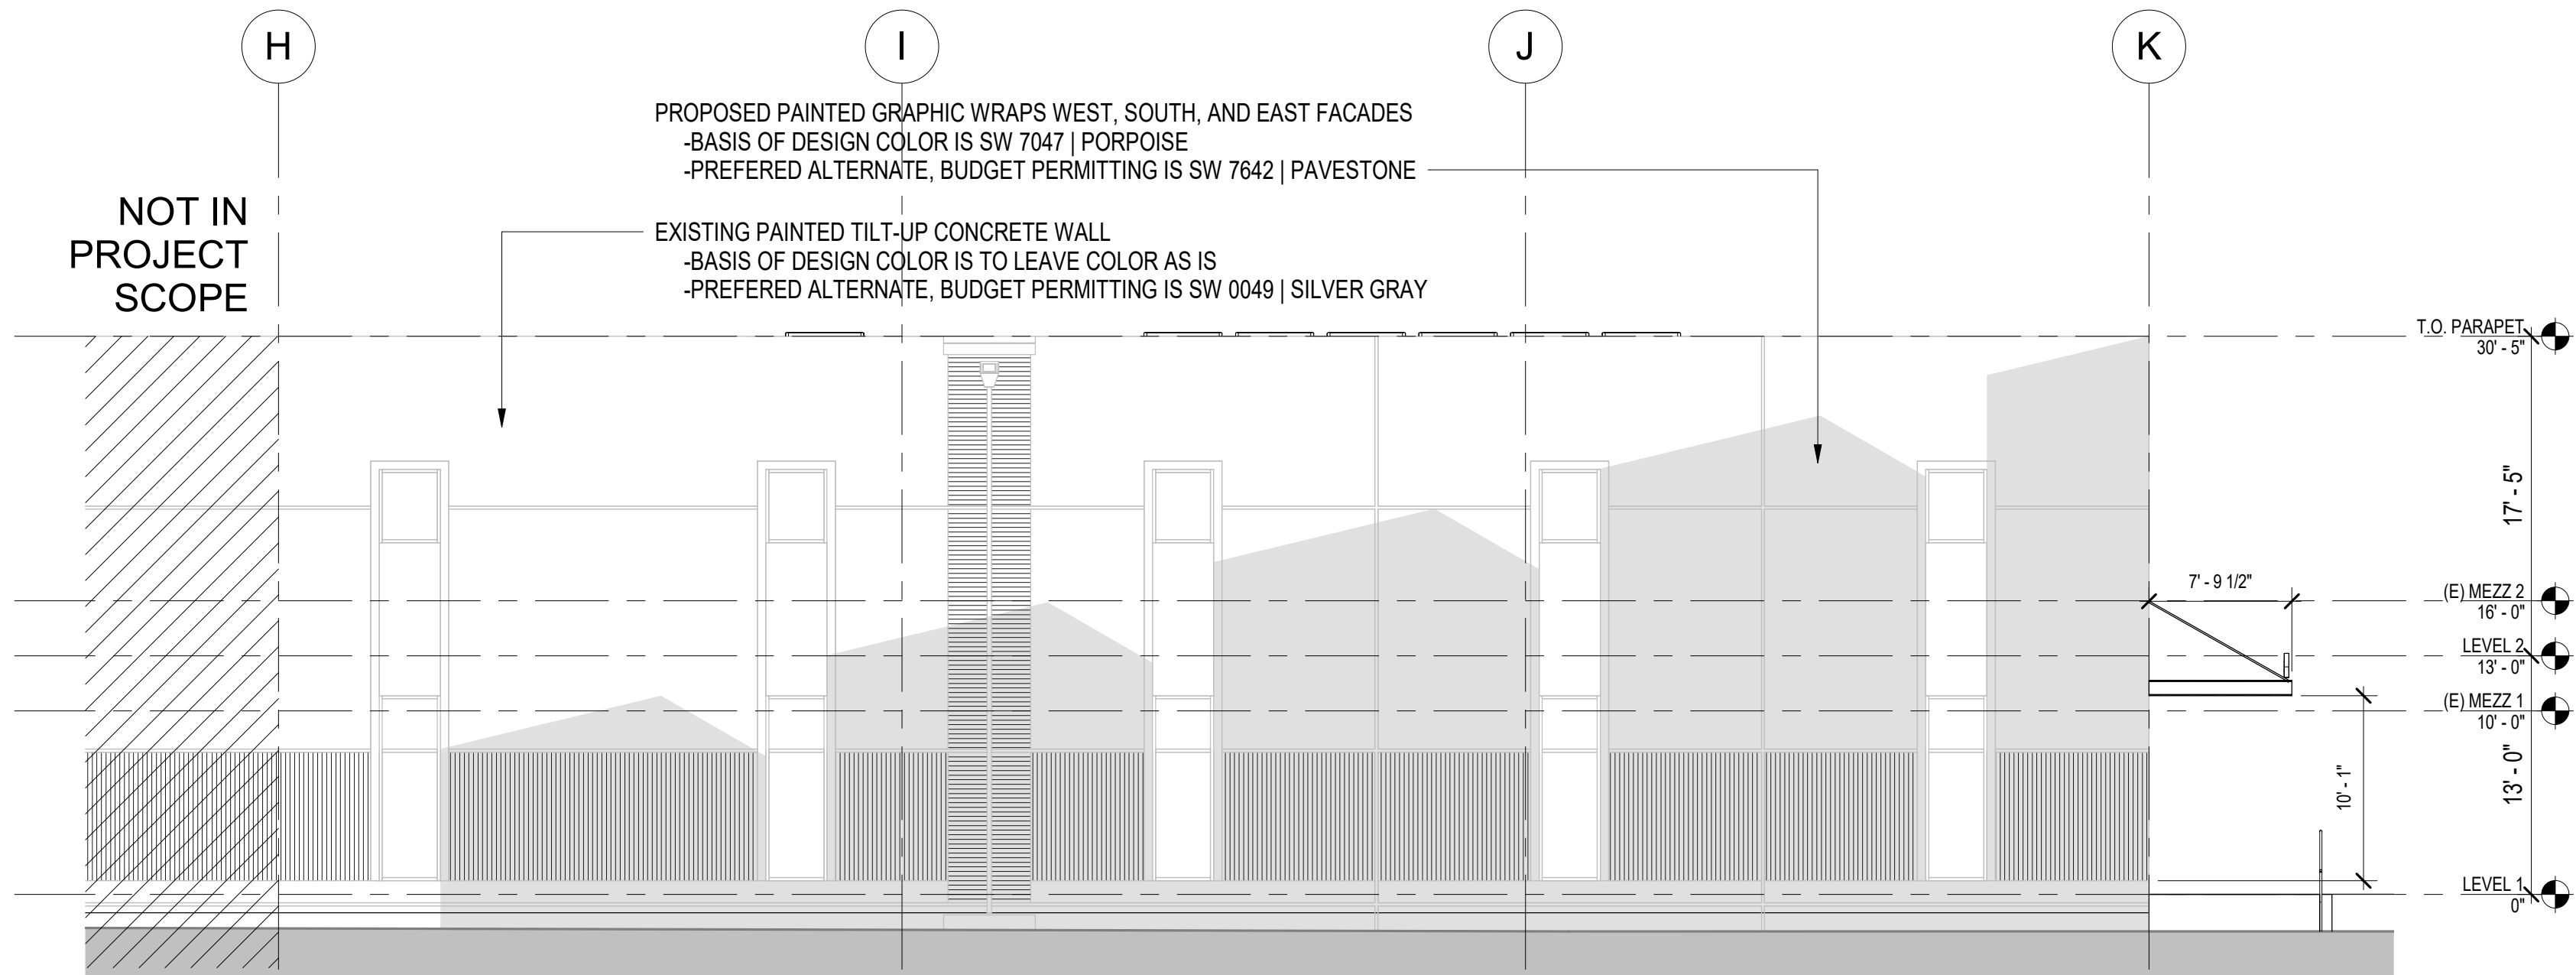 H
I
J
K
PROPOSED PAINTED GRAPHIC WRAPS WEST, SOUTH, AND EAST FACADES
-BASIS OF DESIGN COLOR IS SW 7047 | PORPOISE
-PREFERED ALTERNATE, BUDGET PERMITTING IS SW 7642 | PAVESTONE
NOT IN
PROJECT
SCOPE
EXISTING PAINTED TILT-UP CONCRETE WALL
-BASIS OF DESIGN COLOR IS TO LEAVE COLOR AS IS
-PREFERED ALTERNATE, BUDGET PERMITTING IS SW 0049 | SILVER GRAY
T.O. PARAPET
30' - 5"
17' - 5"
7' - 9 1/2"
(E) MEZZ 2
16' - 0"
LEVEL 2
13' - 0"
(E) MEZZ 1
10' - 0"
13' - 0"
10' - 1"
LEVEL 1
0"